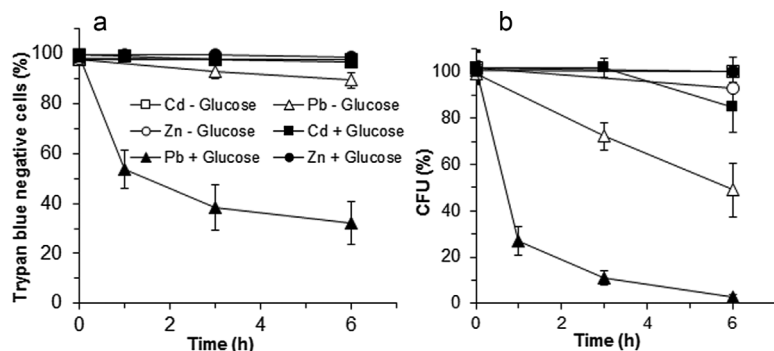 a
Trypan blue negative cells (%)
120
100
80
60
40
20
0
Cd - Glucose
Pb - Glucose
Zn - Glucose
Cd + Glucose
Pb + Glucose
Zn + Glucose
0 2 4 6
Time (h)
b
CFU (%)
120
100
80
60
40
20
0
0 2 4 6
Time (h)